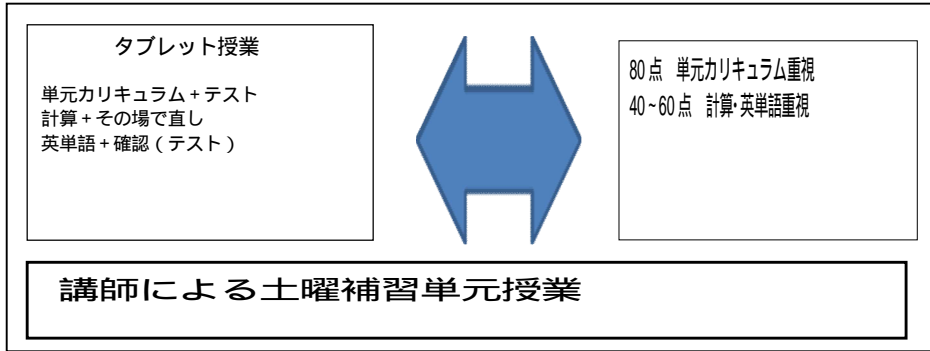 タブレット授業
単元カリキュラム+テスト
計算+その場で直し
英単語+確認(テスト)
80点 単元カリキュラム重視
40~60点 計算・英単語重視
講師による土曜補習単元授業